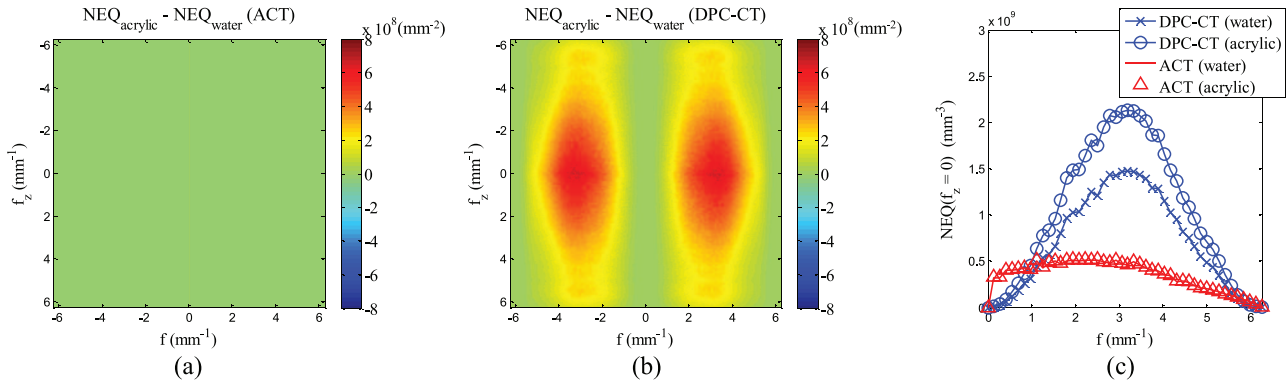 NEQ_acrylic - NEQ_water (ACT)
x 10^8 (mm^-2)
-6
-4
-2
0
2
4
6
f_z (mm^-1)
-6 -4 -2 0 2 4 6
f (mm^-1)
8
6
4
2
0
-2
-4
-6
-8
(a)
NEQ_acrylic - NEQ_water (DPC-CT)
x 10^8 (mm^-2)
-6
-4
-2
0
2
4
6
f_z (mm^-1)
-6 -4 -2 0 2 4 6
f (mm^-1)
8
6
4
2
0
-2
-4
-6
-8
(b)
x 10^9
DPC-CT (water)
DPC-CT (acrylic)
ACT (water)
ACT (acrylic)
3
2.5
2
1.5
1
0.5
0
NEQ(f_z = 0) (mm^-3)
0 1 2 3 4 5 6
f (mm^-1)
(c)